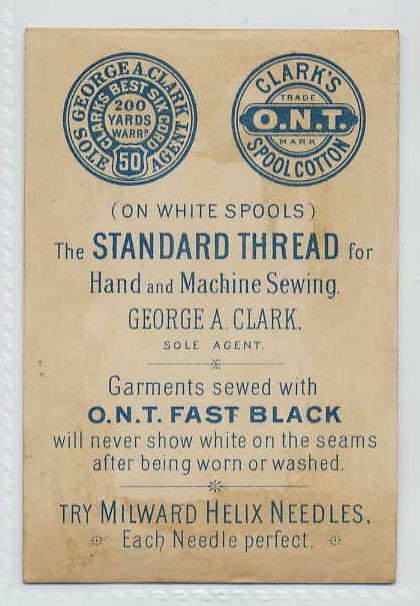 GEORGE A. CLARK
SOLE AGENT
CLARK'S BEST SIX CORD
200
YARDS
WARRD
50
CLARK'S
TRADE
O.N.T.
MARK
SPOOL COTTON
(ON WHITE SPOOLS)
The STANDARD THREAD for
Hand and Machine Sewing.
GEORGE A. CLARK,
SOLE AGENT.
Garments sewed with
O.N.T. FAST BLACK
will never show white on the seams
after being worn or washed.
TRY MILWARD HELIX NEEDLES,
Each Needle perfect.